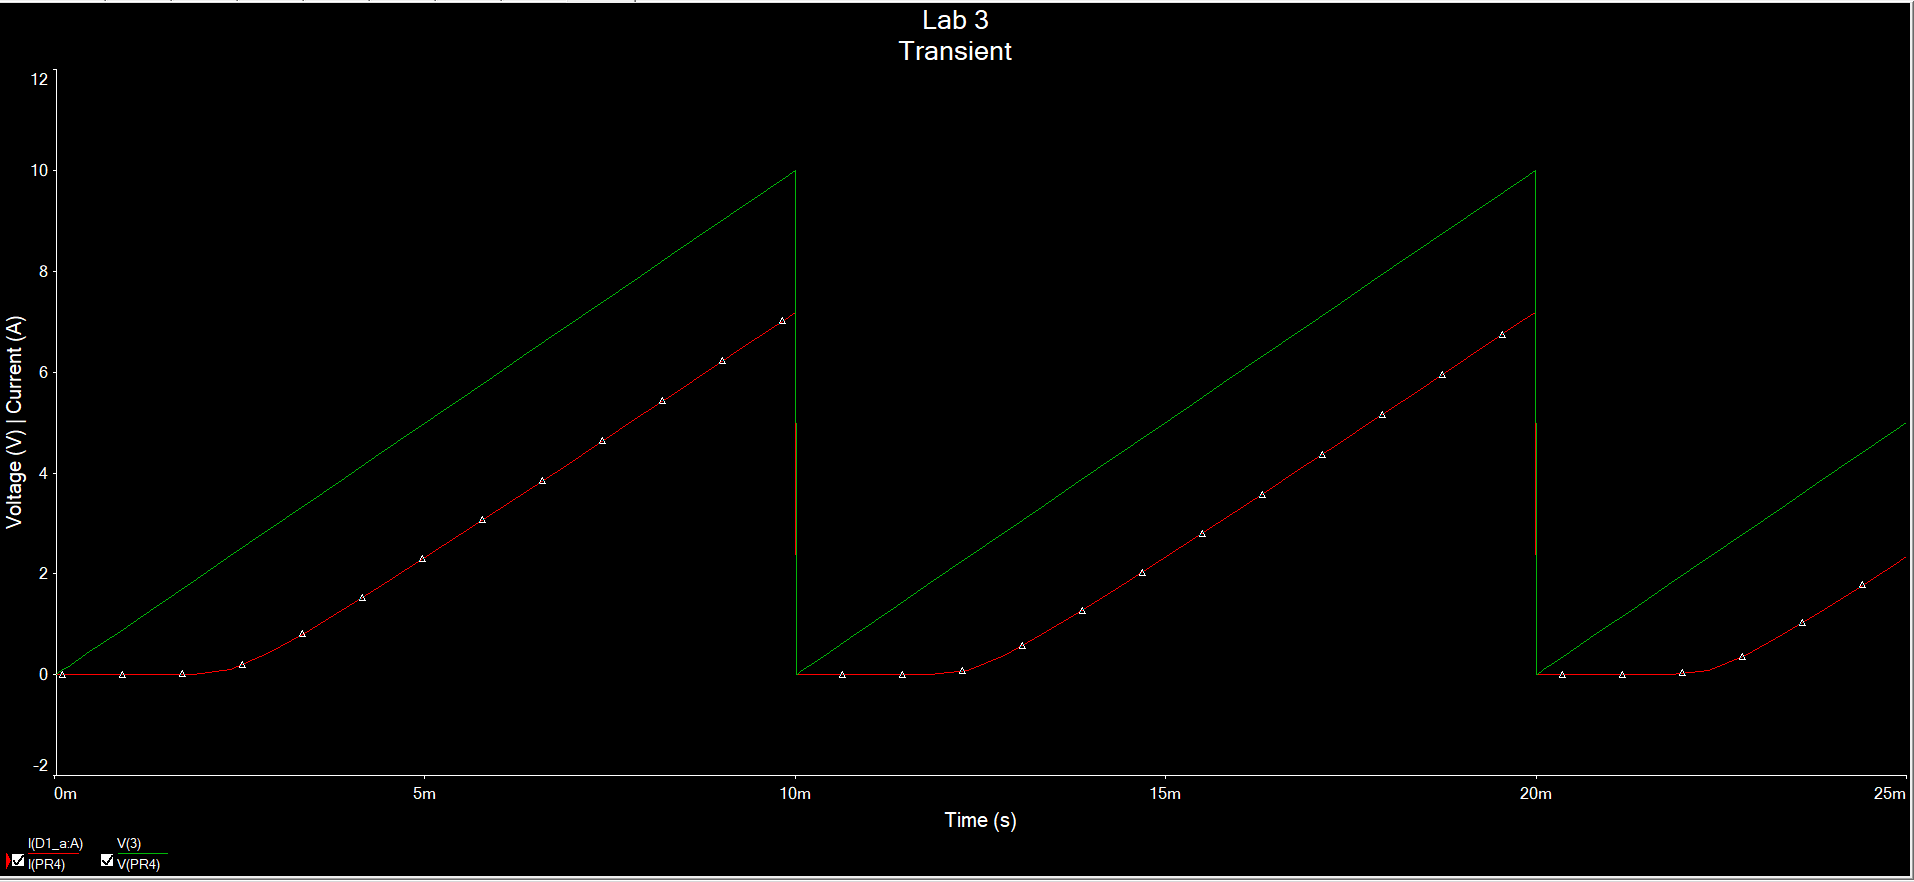 Lab 3
Transient
12
10
8
6
4
2
0
-2
Voltage (V) | Current (A)
0m 5m 10m 15m 20m 25m
Time (s)
I(D1_a:A) V(3)
I(PR4) V(PR4)